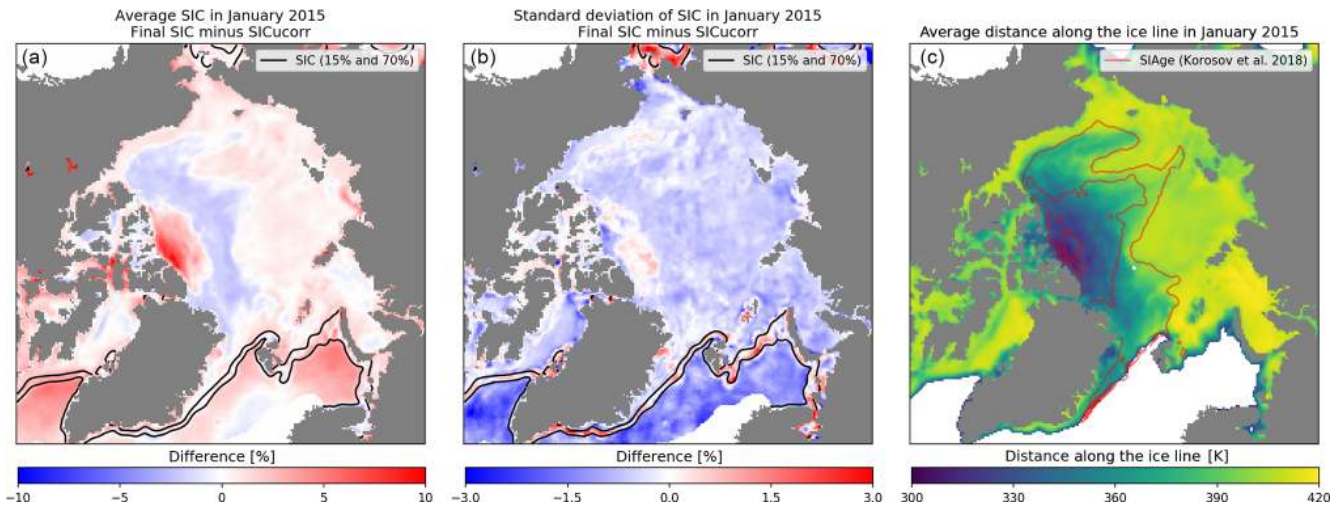 Average SIC in January 2015
Final SIC minus SICucorr
(a)
SIC (15% and 70%)
Difference [%]
−10 −5 0 5 10
Standard deviation of SIC in January 2015
Final SIC minus SICucorr
(b)
SIC (15% and 70%)
Difference [%]
−3.0 −1.5 0.0 1.5 3.0
Average distance along the ice line in January 2015
(c)
SIAge (Korosov et al. 2018)
Distance along the ice line [K]
300 330 360 390 420